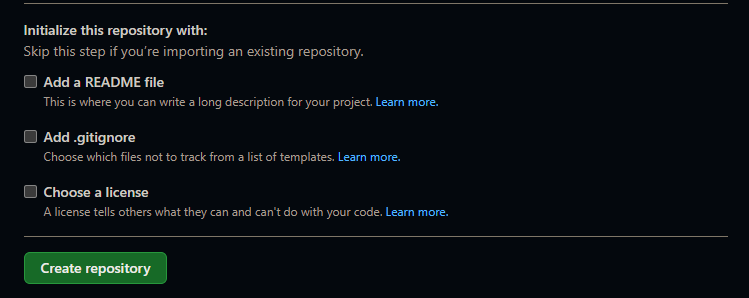 Initialize this repository with:
Skip this step if you're importing an existing repository.
Add a README file
This is where you can write a long description for your project. Learn more.
Add .gitignore
Choose which files not to track from a list of templates. Learn more.
Choose a license
A license tells others what they can and can't do with your code. Learn more.
Create repository